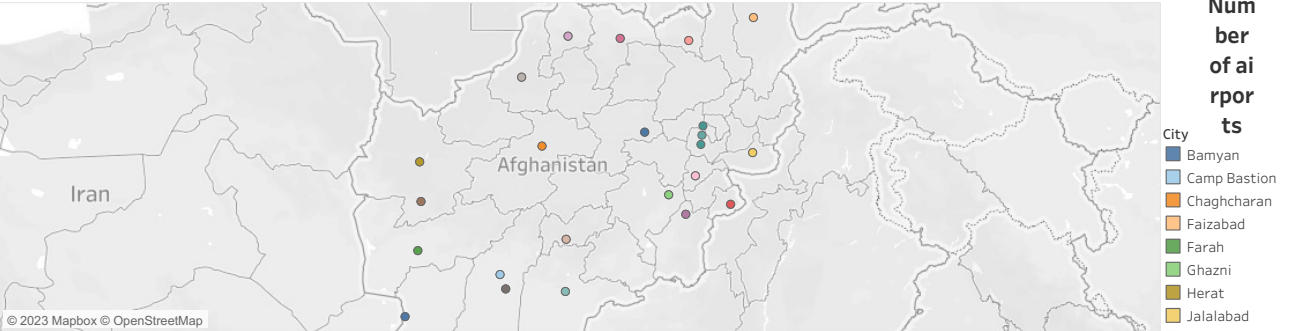 Num
ber
of ai
rpor
ts
City
Bamyan
Camp Bastion
Chaghcharan
Faizabad
Farah
Ghazni
Herat
Jalalabad
Afghanistan
Iran
© 2023 Mapbox © OpenStreetMap